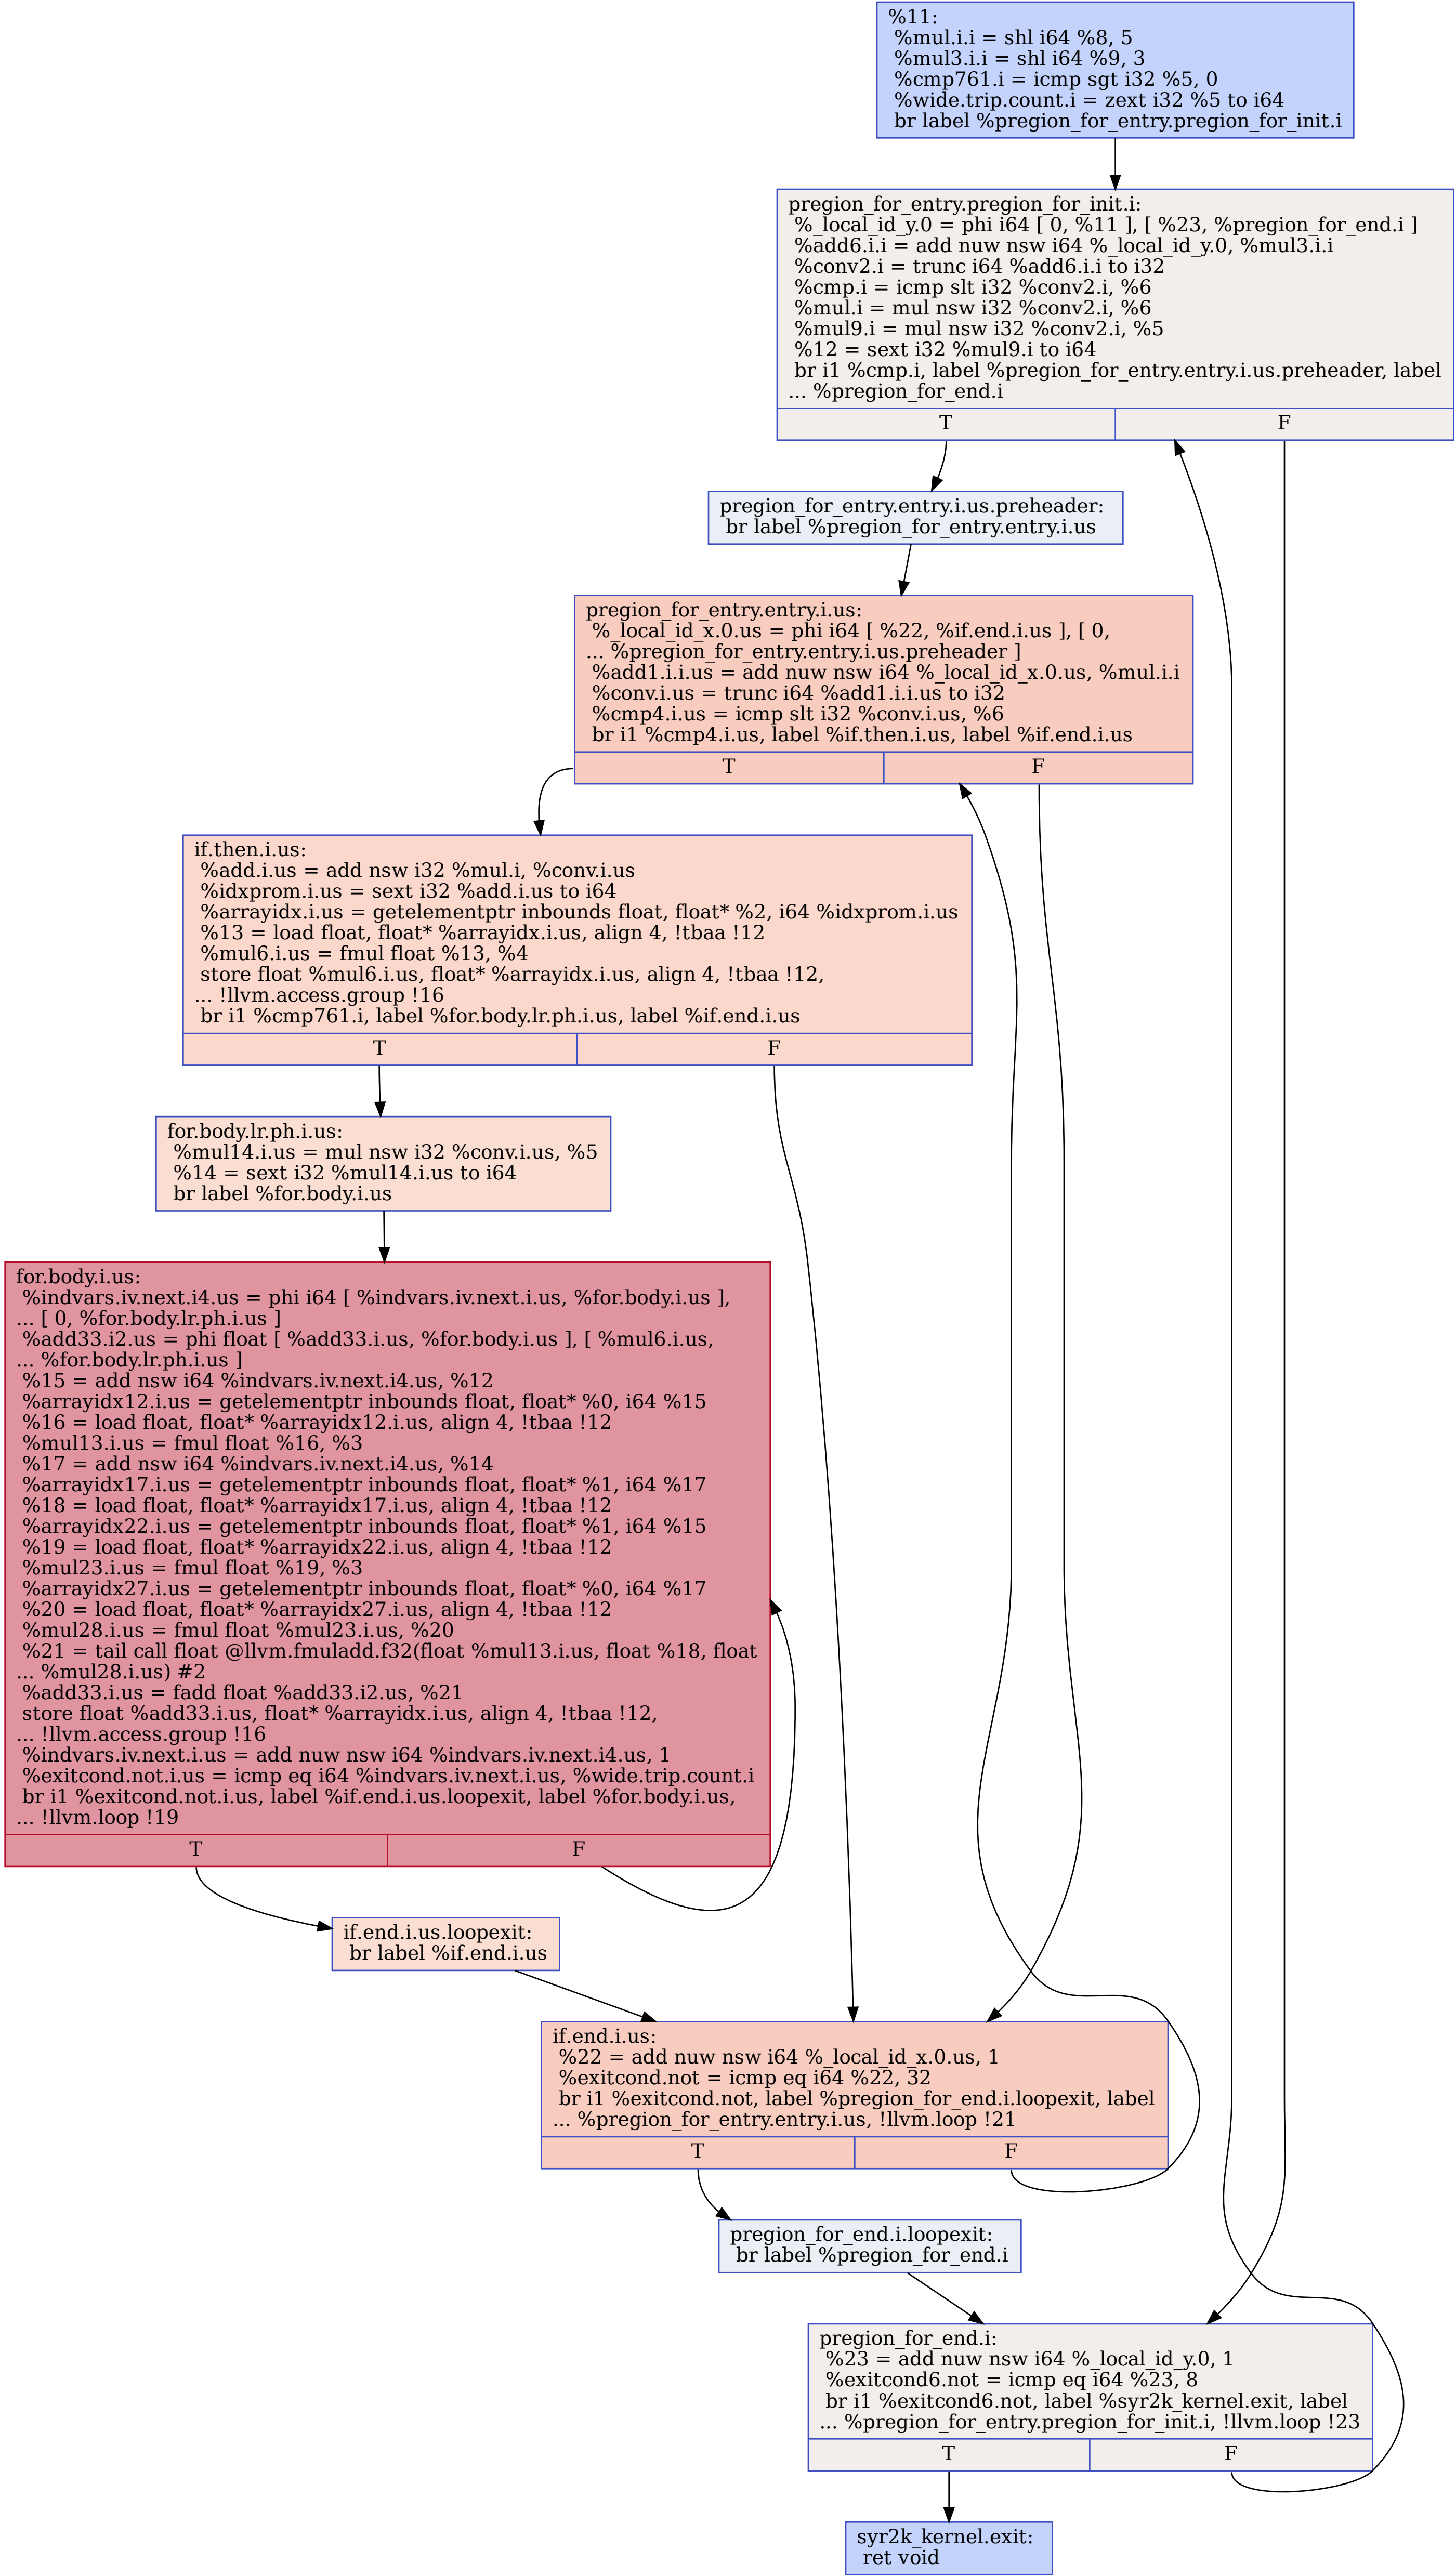 %11:
%mul.i.i = shl i64 %8, 5
%mul3.i.i = shl i64 %9, 3
%cmp761.i = icmp sgt i32 %5, 0
%wide.trip.count.i = zext i32 %5 to i64
br label %pregion_for_entry.pregion_for_init.i
pregion_for_entry.pregion_for_init.i:
%_local_id_y.0 = phi i64 [ 0, %11 ], [ %23, %pregion_for_end.i ]
%add6.i.i = add nuw nsw i64 %_local_id_y.0, %mul3.i.i
%conv2.i = trunc i64 %add6.i.i to i32
%cmp.i = icmp slt i32 %conv2.i, %6
%mul.i = mul nsw i32 %conv2.i, %6
%mul9.i = mul nsw i32 %conv2.i, %5
%12 = sext i32 %mul9.i to i64
br i1 %cmp.i, label %pregion_for_entry.entry.i.us.preheader, label
... %pregion_for_end.i
T F
pregion_for_entry.entry.i.us.preheader:
br label %pregion_for_entry.entry.i.us
pregion_for_entry.entry.i.us:
%_local_id_x.0.us = phi i64 [ %22, %if.end.i.us ], [ 0,
... %pregion_for_entry.entry.i.us.preheader ]
%add1.i.i.us = add nuw nsw i64 %_local_id_x.0.us, %mul.i.i
%conv.i.us = trunc i64 %add1.i.i.us to i32
%cmp4.i.us = icmp slt i32 %conv.i.us, %6
br i1 %cmp4.i.us, label %if.then.i.us, label %if.end.i.us
T F
if.then.i.us:
%add.i.us = add nsw i32 %mul.i, %conv.i.us
%idxprom.i.us = sext i32 %add.i.us to i64
%arrayidx.i.us = getelementptr inbounds float, float* %2, i64 %idxprom.i.us
%13 = load float, float* %arrayidx.i.us, align 4, !tbaa !12
%mul6.i.us = fmul float %13, %4
store float %mul6.i.us, float* %arrayidx.i.us, align 4, !tbaa !12,
... !llvm.access.group !16
br i1 %cmp761.i, label %for.body.lr.ph.i.us, label %if.end.i.us
T F
for.body.lr.ph.i.us:
%mul14.i.us = mul nsw i32 %conv.i.us, %5
%14 = sext i32 %mul14.i.us to i64
br label %for.body.i.us
for.body.i.us:
%indvars.iv.next.i4.us = phi i64 [ %indvars.iv.next.i.us, %for.body.i.us ],
... [ 0, %for.body.lr.ph.i.us ]
%add33.i2.us = phi float [ %add33.i.us, %for.body.i.us ], [ %mul6.i.us,
... %for.body.lr.ph.i.us ]
%15 = add nsw i64 %indvars.iv.next.i4.us, %12
%arrayidx12.i.us = getelementptr inbounds float, float* %0, i64 %15
%16 = load float, float* %arrayidx12.i.us, align 4, !tbaa !12
%mul13.i.us = fmul float %16, %3
%17 = add nsw i64 %indvars.iv.next.i4.us, %14
%arrayidx17.i.us = getelementptr inbounds float, float* %1, i64 %17
%18 = load float, float* %arrayidx17.i.us, align 4, !tbaa !12
%arrayidx22.i.us = getelementptr inbounds float, float* %1, i64 %15
%19 = load float, float* %arrayidx22.i.us, align 4, !tbaa !12
%mul23.i.us = fmul float %19, %3
%arrayidx27.i.us = getelementptr inbounds float, float* %0, i64 %17
%20 = load float, float* %arrayidx27.i.us, align 4, !tbaa !12
%mul28.i.us = fmul float %mul23.i.us, %20
%21 = tail call float @llvm.fmuladd.f32(float %mul13.i.us, float %18, float
... %mul28.i.us) #2
%add33.i.us = fadd float %add33.i2.us, %21
store float %add33.i.us, float* %arrayidx.i.us, align 4, !tbaa !12,
... !llvm.access.group !16
%indvars.iv.next.i.us = add nuw nsw i64 %indvars.iv.next.i4.us, 1
%exitcond.not.i.us = icmp eq i64 %indvars.iv.next.i.us, %wide.trip.count.i
br i1 %exitcond.not.i.us, label %if.end.i.us.loopexit, label %for.body.i.us,
... !llvm.loop !19
T F
if.end.i.us.loopexit:
br label %if.end.i.us
if.end.i.us:
%22 = add nuw nsw i64 %_local_id_x.0.us, 1
%exitcond.not = icmp eq i64 %22, 32
br i1 %exitcond.not, label %pregion_for_end.i.loopexit, label
... %pregion_for_entry.entry.i.us, !llvm.loop !21
T F
pregion_for_end.i.loopexit:
br label %pregion_for_end.i
pregion_for_end.i:
%23 = add nuw nsw i64 %_local_id_y.0, 1
%exitcond6.not = icmp eq i64 %23, 8
br i1 %exitcond6.not, label %syr2k_kernel.exit, label
... %pregion_for_entry.pregion_for_init.i, !llvm.loop !23
T F
syr2k_kernel.exit:
ret void